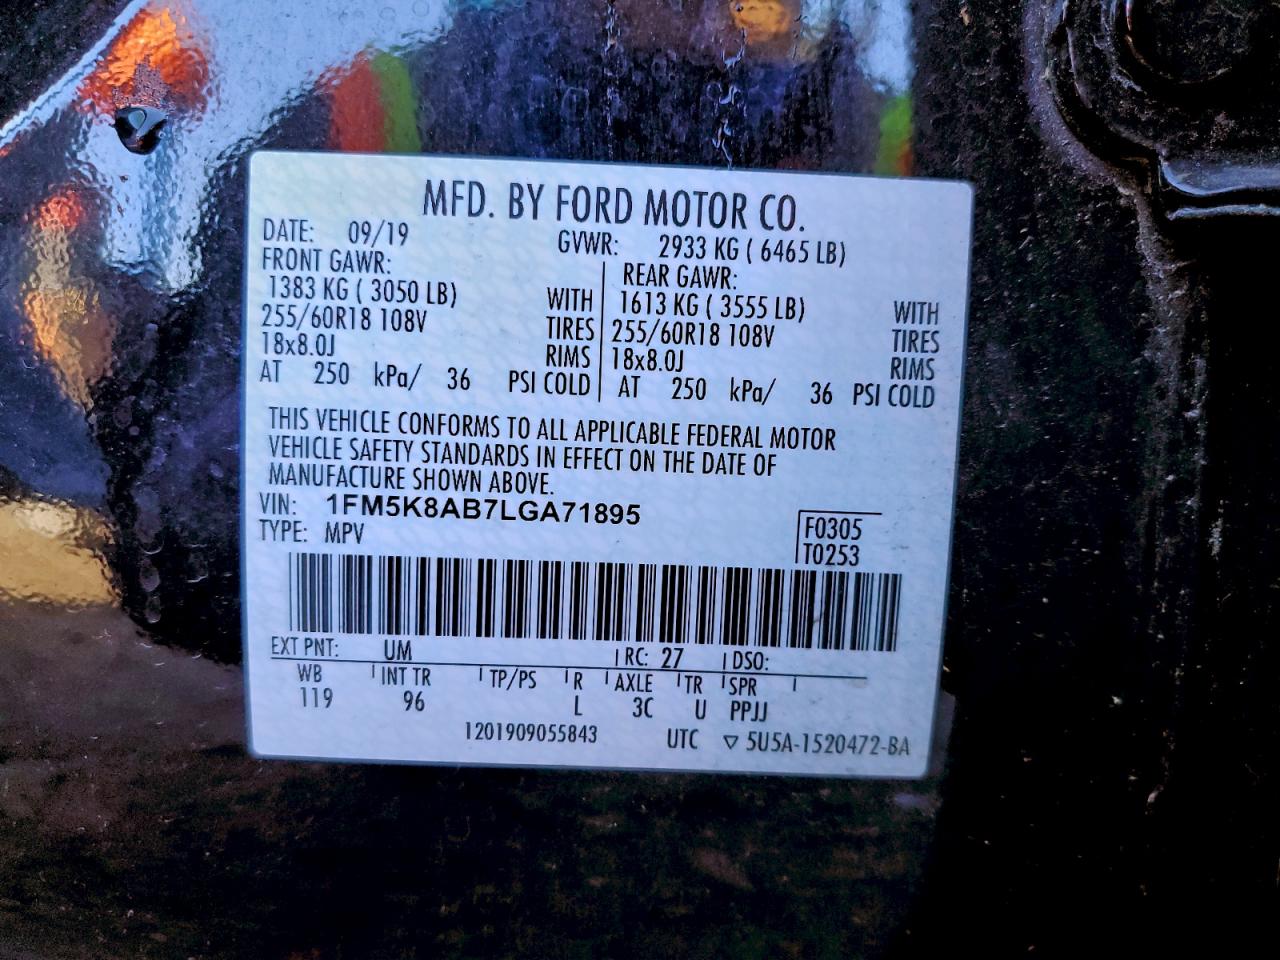 MFD. BY FORD MOTOR CO.
DATE: 09/19 GVWR: 2933 KG ( 6465 LB)
FRONT GAWR: REAR GAWR:
1383 KG ( 3050 LB) WITH 1613 KG ( 3555 LB) WITH
255/60R18 108V TIRES 255/60R18 108V TIRES
18x8.0J RIMS 18x8.0J RIMS
AT 250 kPa/ 36 PSI COLD AT 250 kPa/ 36 PSI COLD
THIS VEHICLE CONFORMS TO ALL APPLICABLE FEDERAL MOTOR
VEHICLE SAFETY STANDARDS IN EFFECT ON THE DATE OF
MANUFACTURE SHOWN ABOVE.
VIN: 1FM5K8AB7LGA71895
TYPE: MPV
F0305
T0253
EXT PNT: UM RC: 27 DSO:
WB INT TR TP/PS R AXLE TR SPR
119 96 L 3C U PPJJ
1201909055843 UTC ▽ 5U5A-1520472-BA